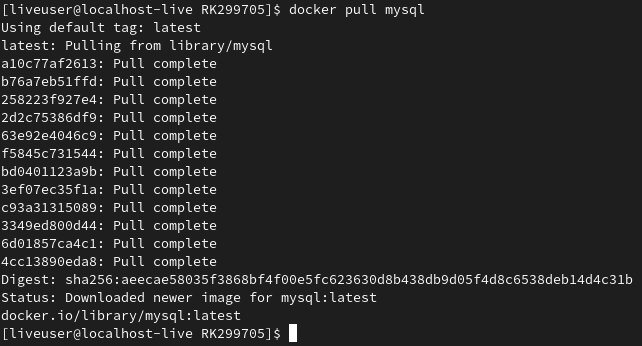 [liveuser@localhost-live RK299705]$ docker pull mysql
Using default tag: latest
latest: Pulling from library/mysql
a10c77af2613: Pull complete
b76a7eb51ffd: Pull complete
258223f927e4: Pull complete
2d2c75386df9: Pull complete
63e92e4046c9: Pull complete
f5845c731544: Pull complete
bd0401123a9b: Pull complete
3ef07ec35f1a: Pull complete
c93a31315089: Pull complete
3349ed800d44: Pull complete
6d01857ca4c1: Pull complete
4cc13890eda8: Pull complete
Digest: sha256:aeecae58035f3868bf4f00e5fc623630d8b438db9d05f4d8c6538deb14d4c31b
Status: Downloaded newer image for mysql:latest
docker.io/library/mysql:latest
[liveuser@localhost-live RK299705]$